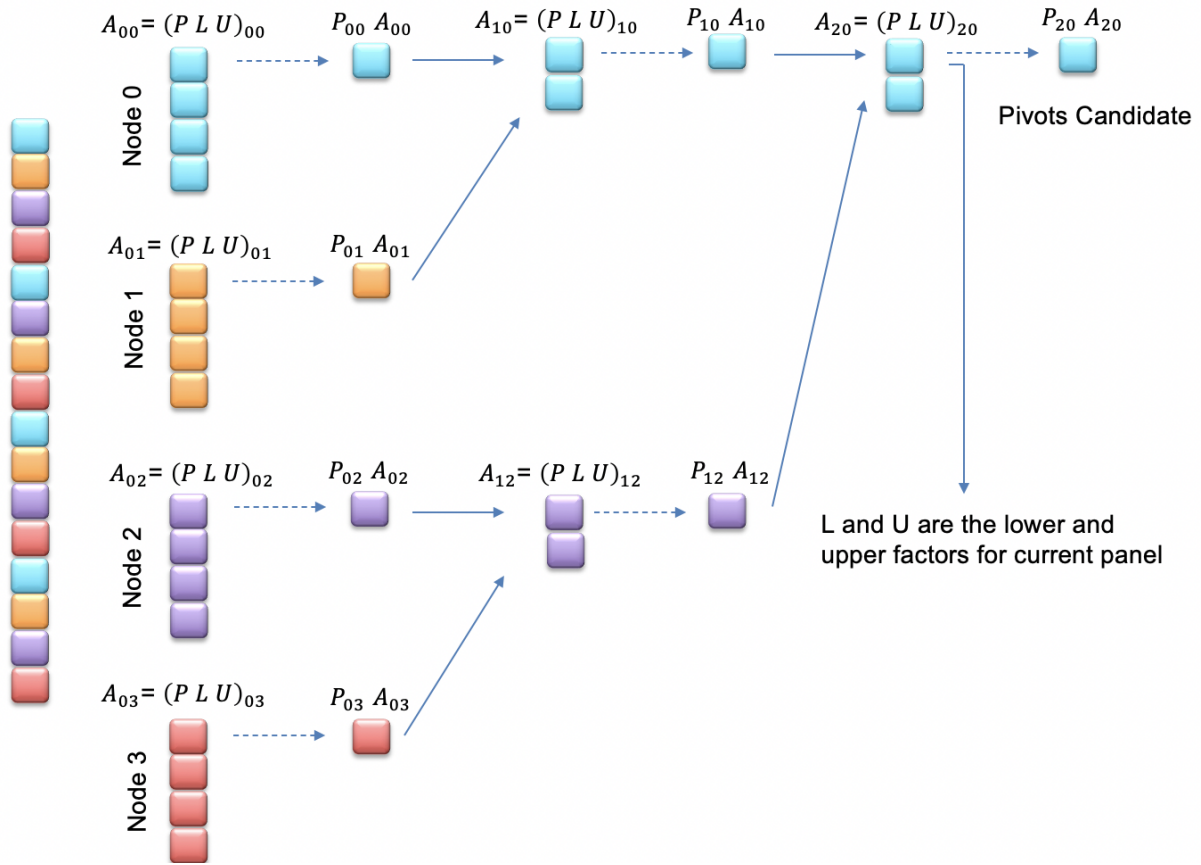 A₀₀= (P L U)₀₀
P₀₀ A₀₀
A₁₀= (P L U)₁₀
P₁₀ A₁₀
A₂₀= (P L U)₂₀
P₂₀ A₂₀
Node 0
Pivots Candidate
A₀₁= (P L U)₀₁
P₀₁ A₀₁
Node 1
A₀₂= (P L U)₀₂
P₀₂ A₀₂
A₁₂= (P L U)₁₂
P₁₂ A₁₂
Node 2
L and U are the lower and
upper factors for current panel
A₀₃= (P L U)₀₃
P₀₃ A₀₃
Node 3